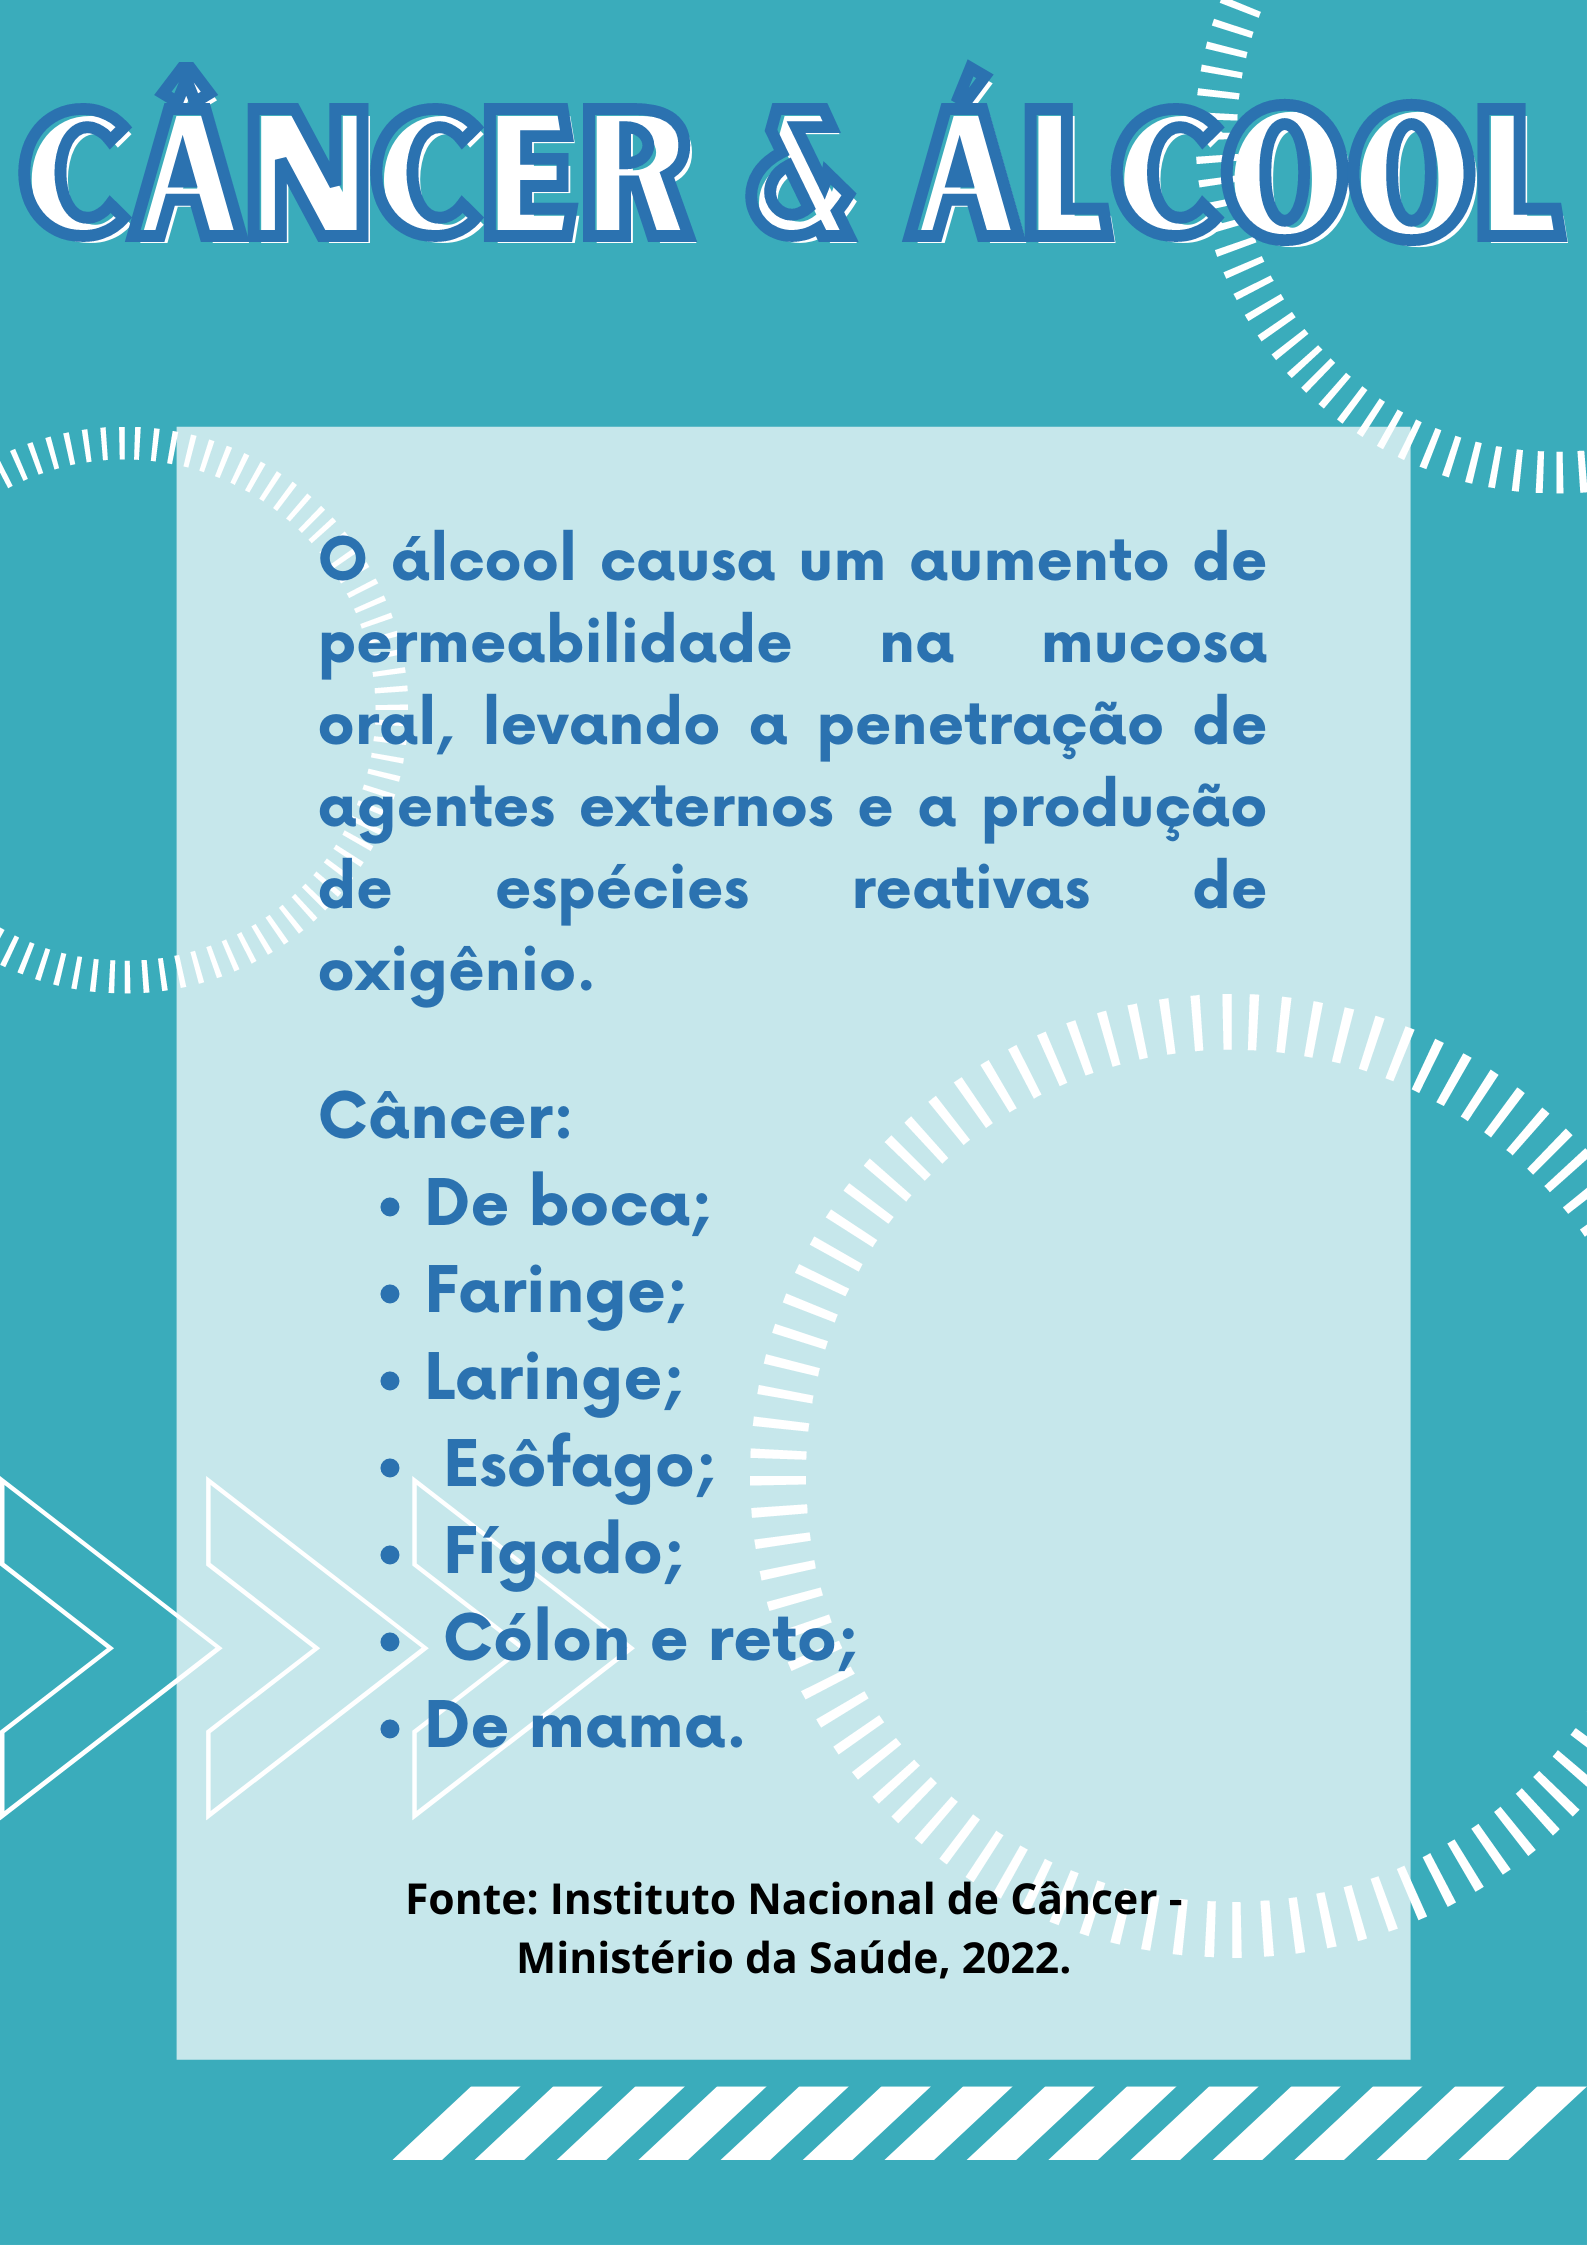 CÂNCER & ÁLCOOL
O álcool causa um aumento de
permeabilidade na mucosa
oral, levando a penetração de
agentes externos e a produção
de espécies reativas de
oxigênio.
Câncer:
• De boca;
• Faringe;
• Laringe;
• Esôfago;
• Fígado;
• Cólon e reto;
• De mama.
Fonte: Instituto Nacional de Câncer -
Ministério da Saúde, 2022.